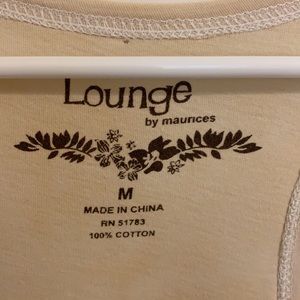 Lounge
by maurices
M
MADE IN CHINA
RN 51783
100% COTTON